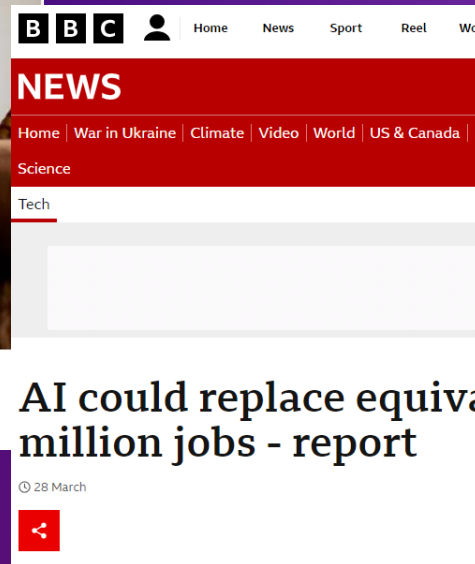 BBC
Home News Sport Reel
NEWS
Home War in Ukraine Climate Video World US & Canada
Science
Tech
AI could replace
million jobs - report
28 March